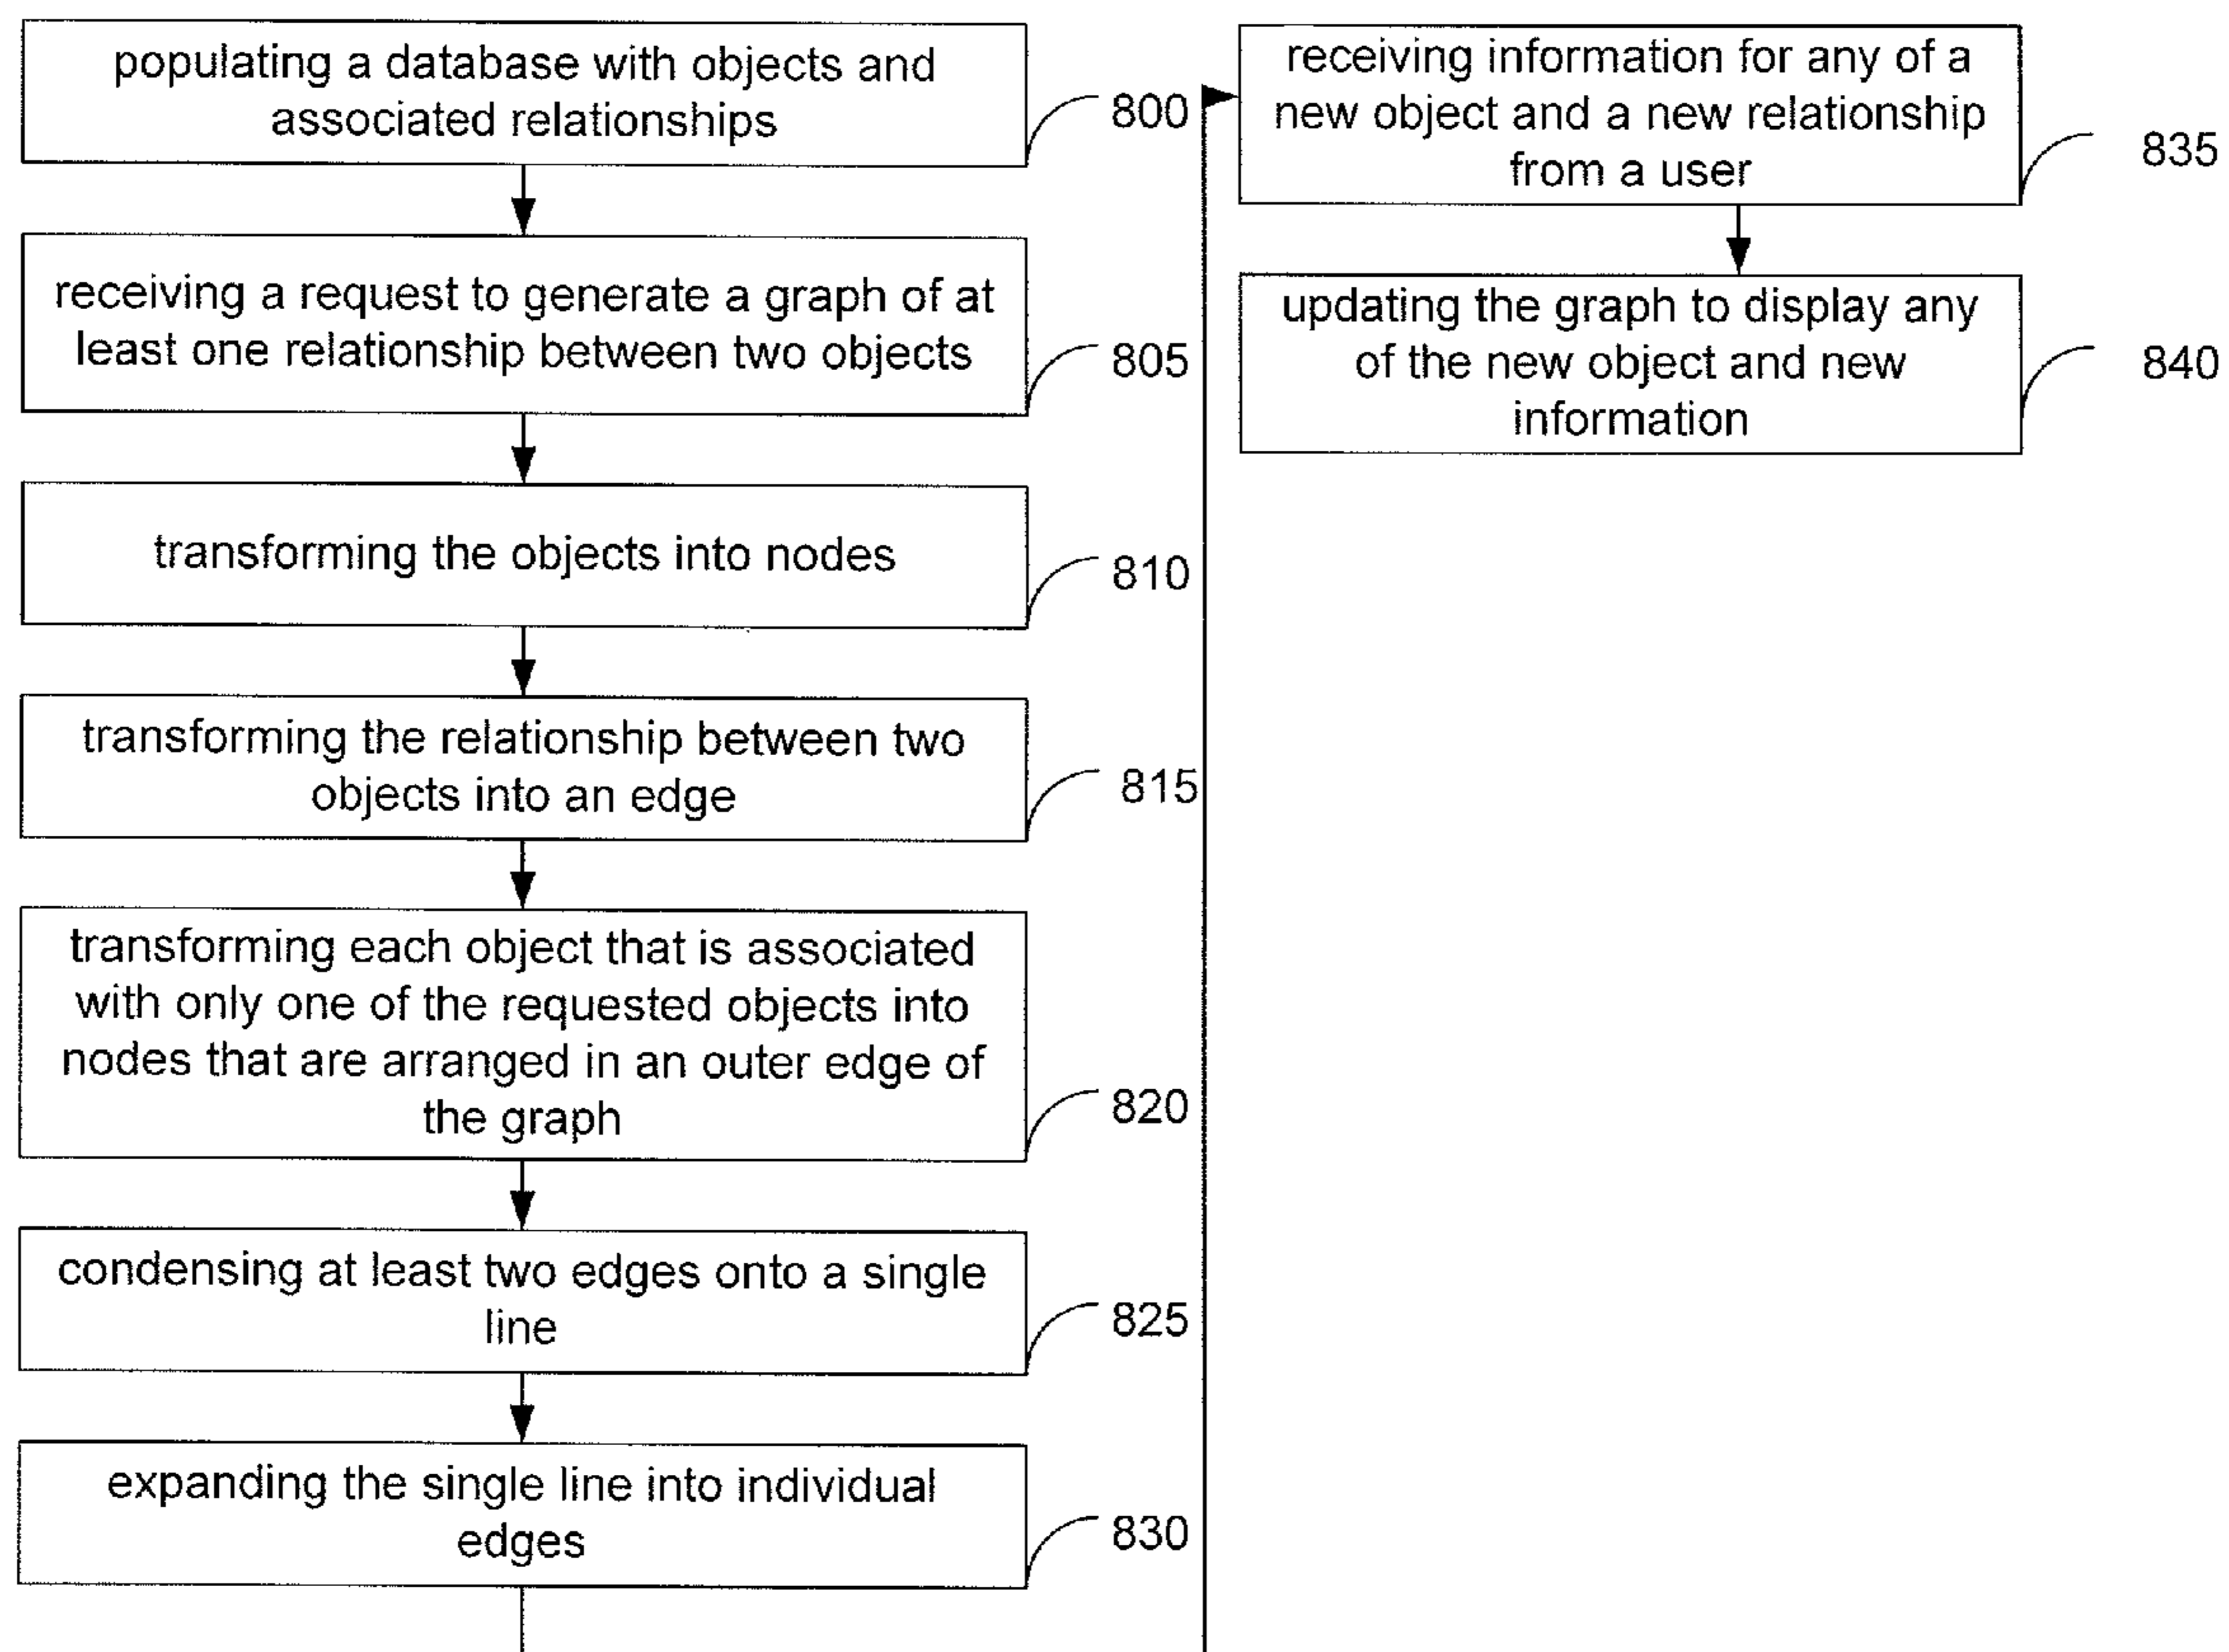 populating a database with objects and
associated relationships
800
receiving a request to generate a graph of at
least one relationship between two objects
805
transforming the objects into nodes
810
transforming the relationship between two
objects into an edge
815
transforming each object that is associated
with only one of the requested objects into
nodes that are arranged in an outer edge of
the graph
820
condensing at least two edges onto a single
line
825
expanding the single line into individual
edges
830
receiving information for any of a
new object and a new relationship
from a user
835
updating the graph to display any
of the new object and new
information
840